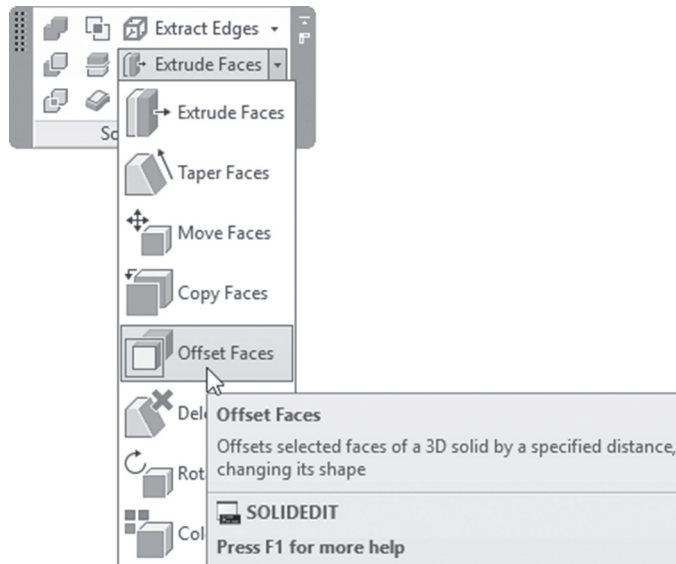 Extract Edges
Extrude Faces
Extrude Faces
Taper Faces
Move Faces
Copy Faces
Offset Faces
Offset Faces
Offsets selected faces of a 3D solid by a specified distance,
changing its shape
SOLIDEDIT
Press F1 for more help